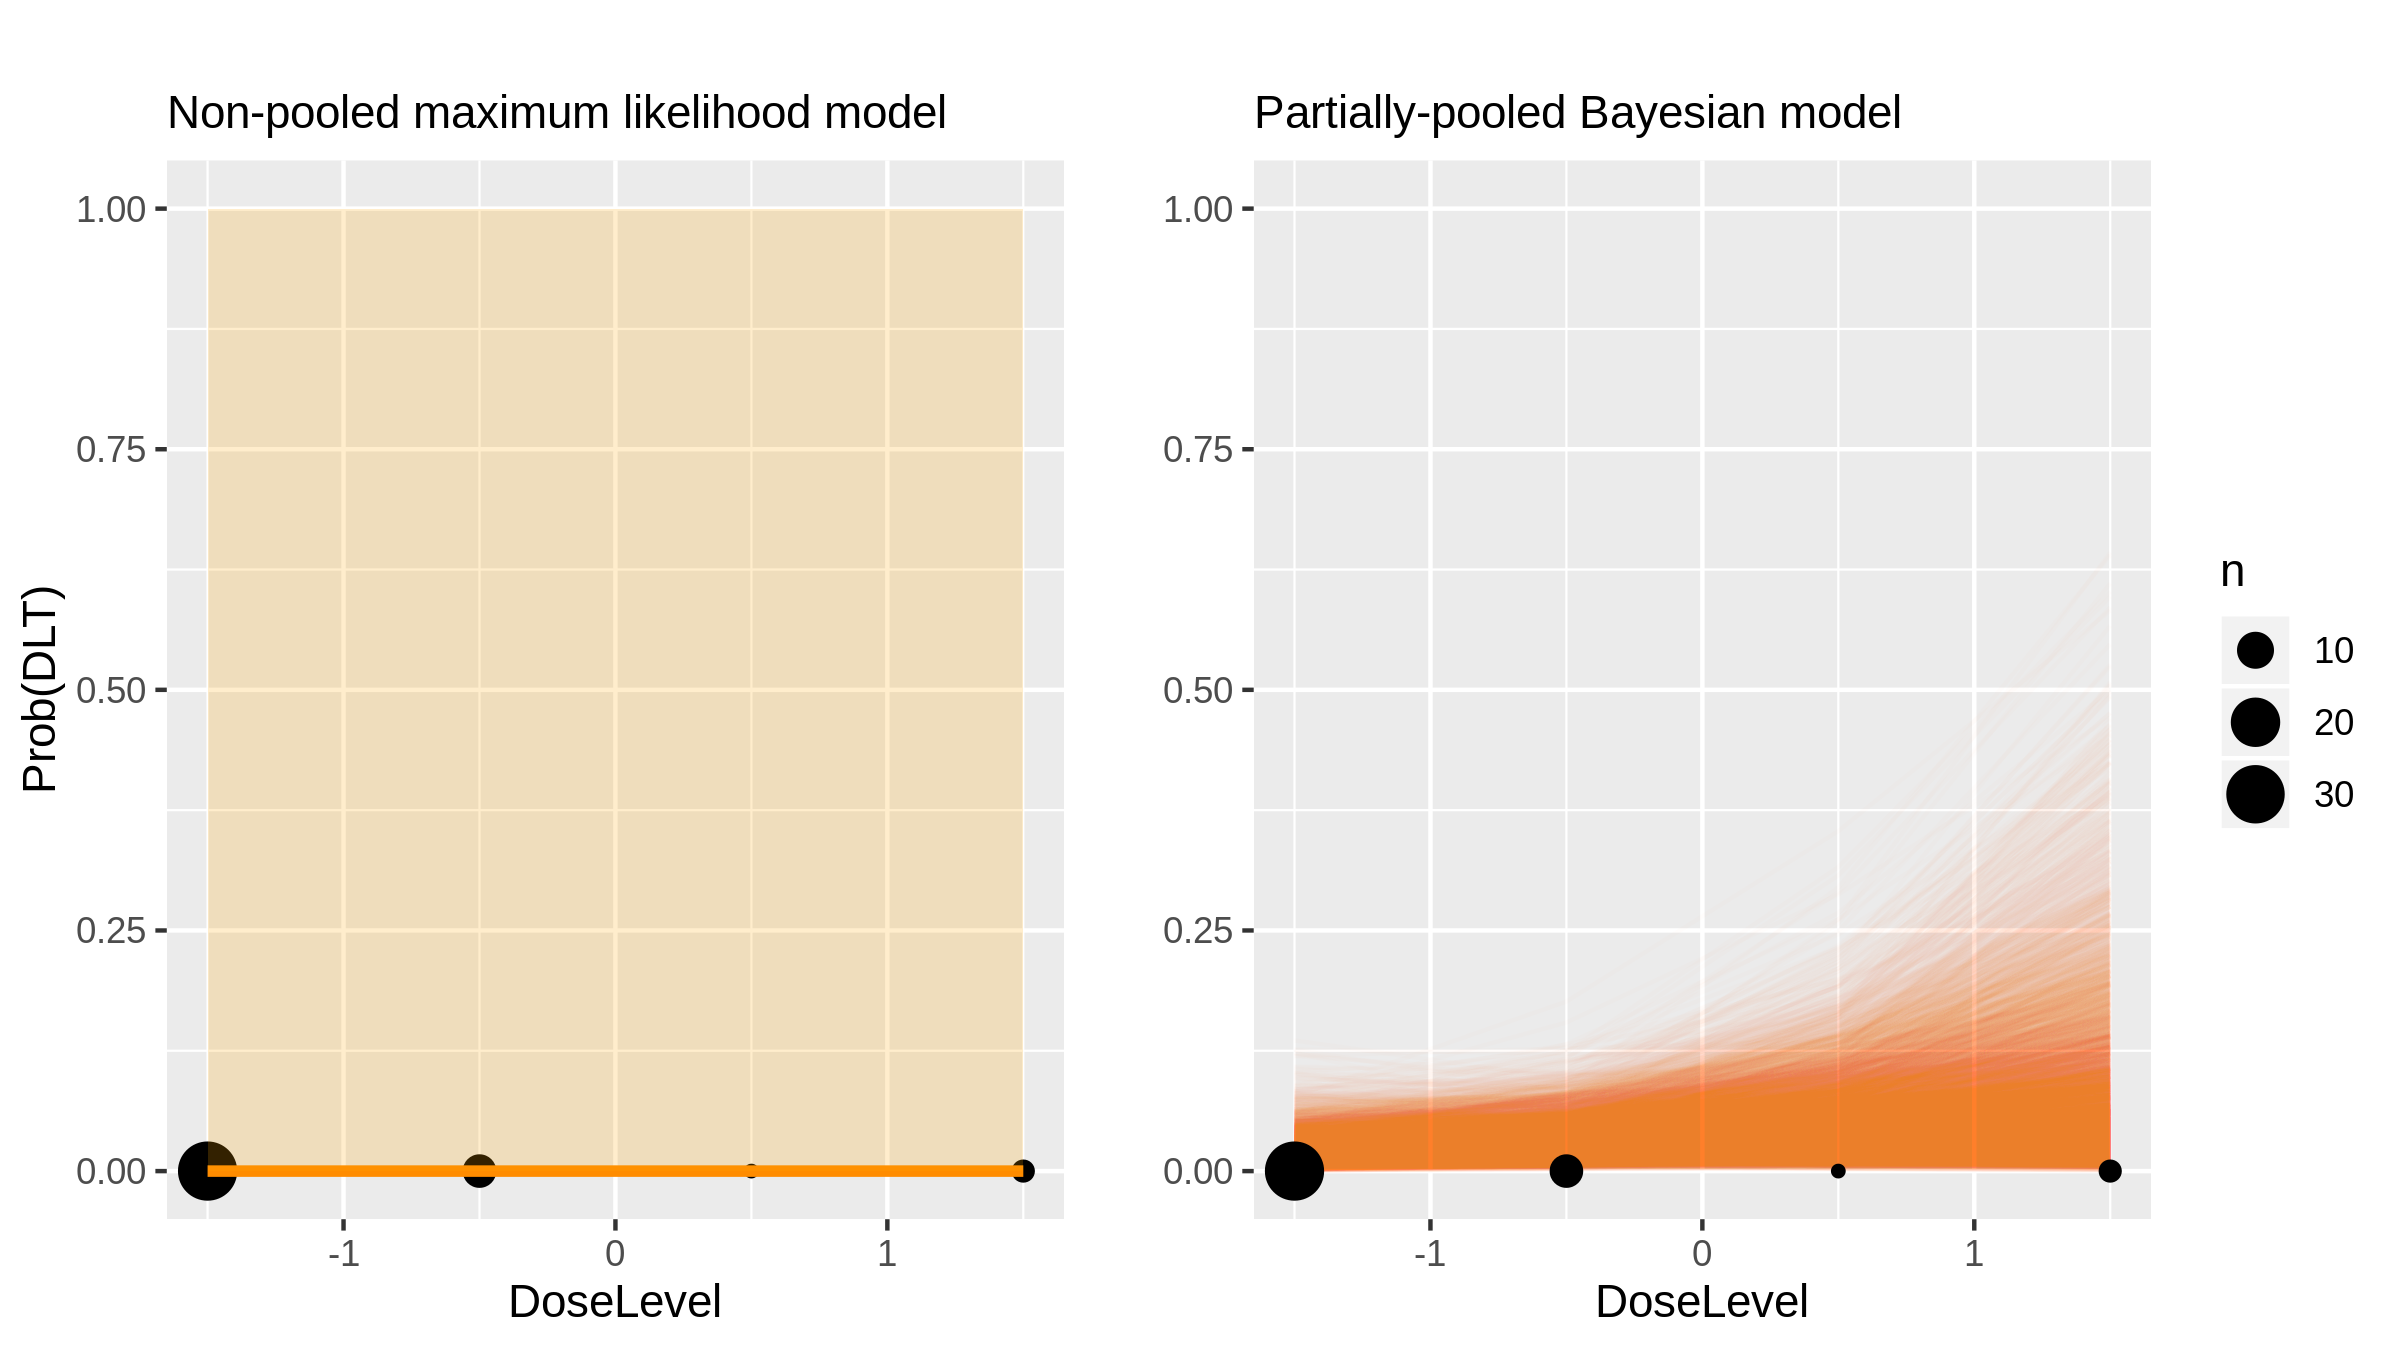 Non-pooled maximum likelihood model
Prob(DLT)
1.00
0.75
0.50
0.25
0.00
-1 0 1
DoseLevel
Partially-pooled Bayesian model
1.00
0.75
0.50
0.25
0.00
-1 0 1
DoseLevel
n
10
20
30